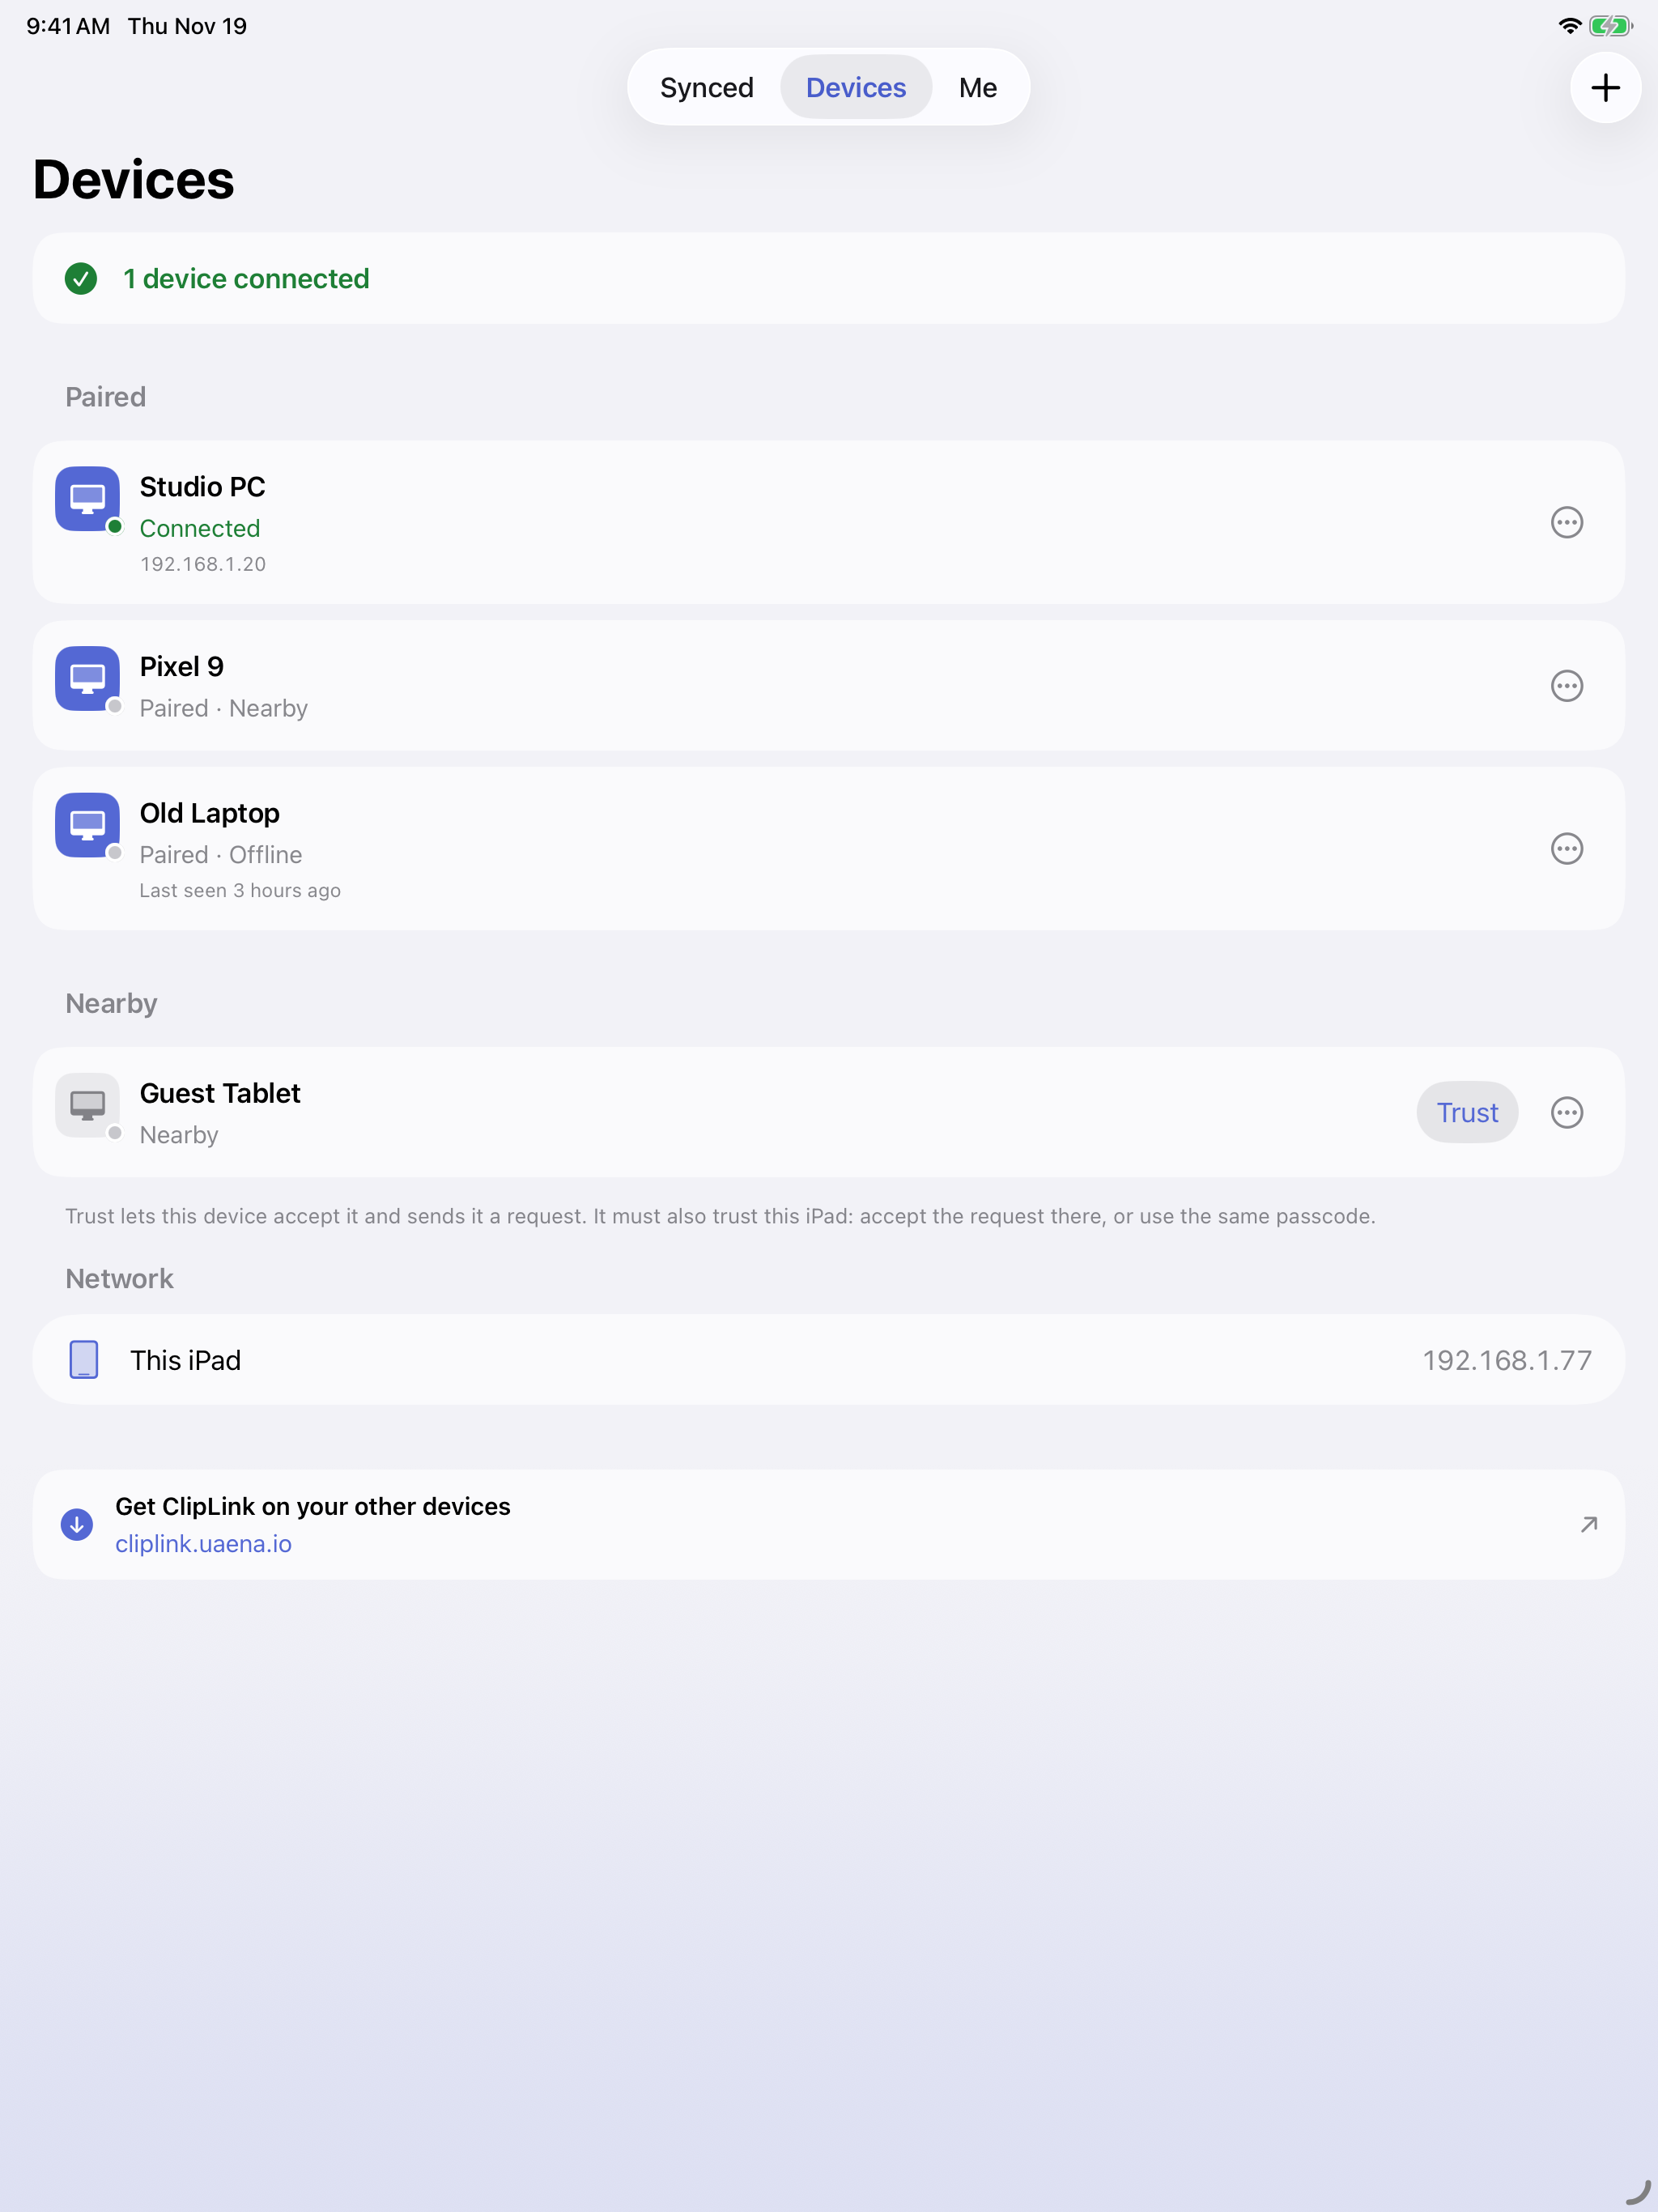 9:41 AM Thu Nov 19
Synced Devices Me
Devices
1 device connected
Paired
Studio PC
Connected
192.168.1.20
Pixel 9
Paired · Nearby
Old Laptop
Paired · Offline
Last seen 3 hours ago
Nearby
Guest Tablet
Nearby
Trust
Trust lets this device accept it and sends it a request. It must also trust this iPad: accept the request there, or use the same passcode.
Network
This iPad 192.168.1.77
Get ClipLink on your other devices
cliplink.uaena.io